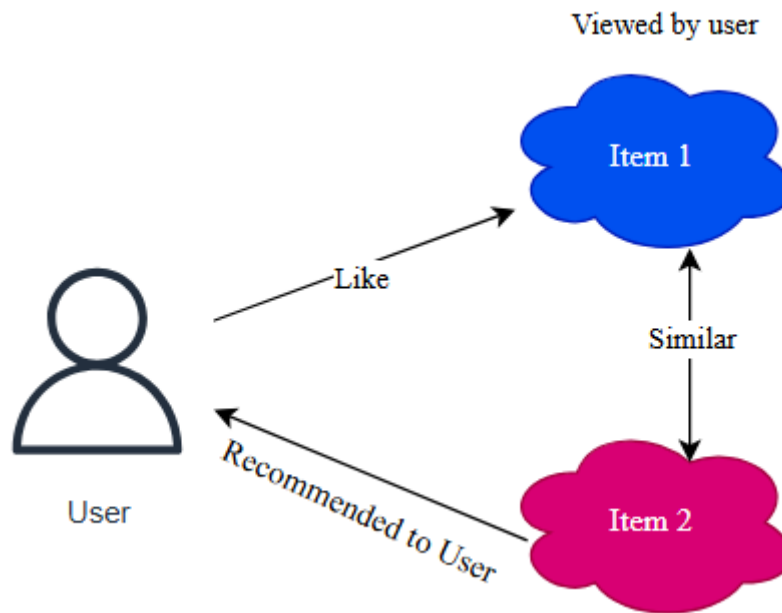 Viewed by user
Item 1
Like
Similar
Recommended to User
User
Item 2